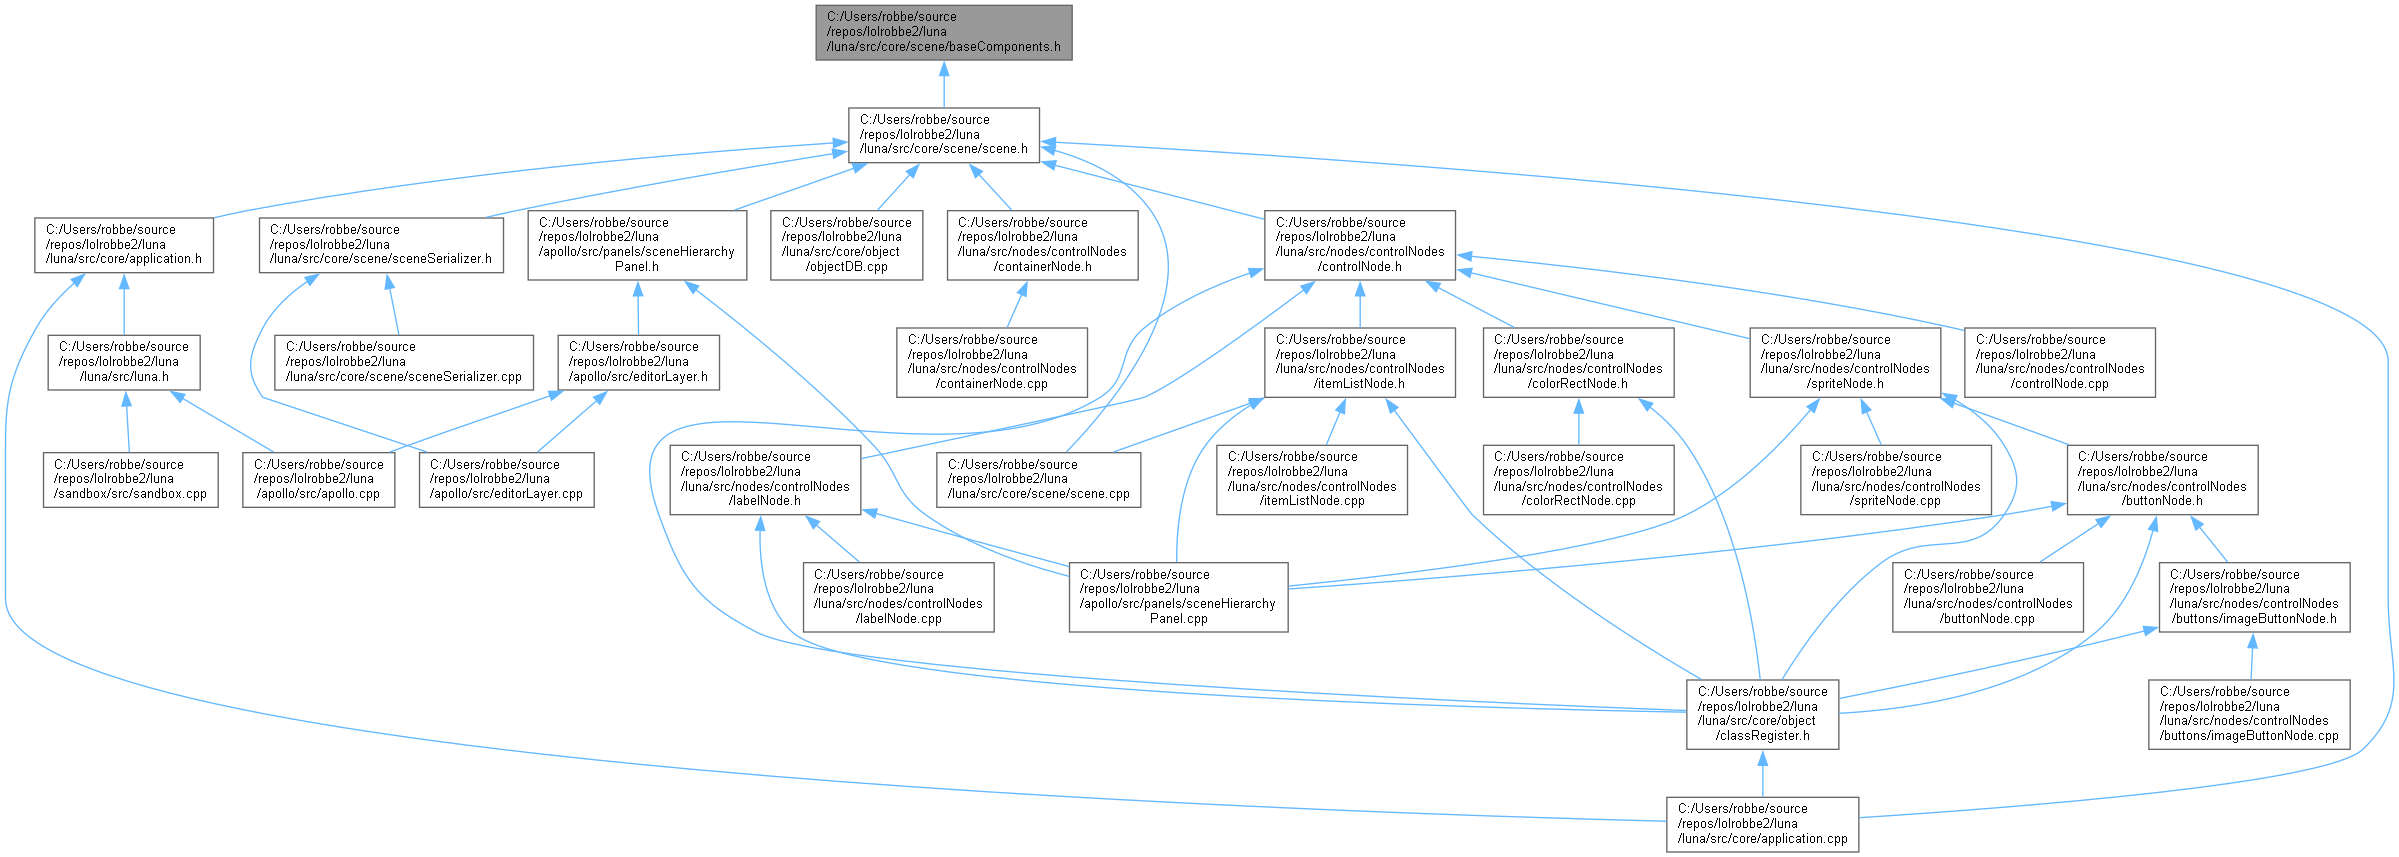 C:/Users/robbe/source
/repos/lolrobbe2/luna
/luna/src/core/scene/baseComponents.h
C:/Users/robbe/source
/repos/lolrobbe2/luna
/luna/src/core/scene/scene.h
C:/Users/robbe/source
/repos/lolrobbe2/luna
/luna/src/core/application.h
C:/Users/robbe/source
/repos/lolrobbe2/luna
/luna/src/core/scene/sceneSerializer.h
C:/Users/robbe/source
/repos/lolrobbe2/luna
/apollo/src/panels/sceneHierarchy
Panel.h
C:/Users/robbe/source
/repos/lolrobbe2/luna
/luna/src/core/object
/objectDB.cpp
C:/Users/robbe/source
/repos/lolrobbe2/luna
/luna/src/nodes/controlNodes
/containerNode.h
C:/Users/robbe/source
/repos/lolrobbe2/luna
/luna/src/nodes/controlNodes
/controlNode.h
C:/Users/robbe/source
/repos/lolrobbe2/luna
/luna/src/luna.h
C:/Users/robbe/source
/repos/lolrobbe2/luna
/luna/src/core/scene/sceneSerializer.cpp
C:/Users/robbe/source
/repos/lolrobbe2/luna
/apollo/src/editorLayer.h
C:/Users/robbe/source
/repos/lolrobbe2/luna
/luna/src/nodes/controlNodes
/containerNode.cpp
C:/Users/robbe/source
/repos/lolrobbe2/luna
/luna/src/nodes/controlNodes
/itemListNode.h
C:/Users/robbe/source
/repos/lolrobbe2/luna
/luna/src/nodes/controlNodes
/colorRectNode.h
C:/Users/robbe/source
/repos/lolrobbe2/luna
/luna/src/nodes/controlNodes
/spriteNode.h
C:/Users/robbe/source
/repos/lolrobbe2/luna
/luna/src/nodes/controlNodes
/controlNode.cpp
C:/Users/robbe/source
/repos/lolrobbe2/luna
/sandbox/src/sandbox.cpp
C:/Users/robbe/source
/repos/lolrobbe2/luna
/apollo/src/apollo.cpp
C:/Users/robbe/source
/repos/lolrobbe2/luna
/apollo/src/editorLayer.cpp
C:/Users/robbe/source
/repos/lolrobbe2/luna
/luna/src/nodes/controlNodes
/labelNode.h
C:/Users/robbe/source
/repos/lolrobbe2/luna
/luna/src/core/scene/scene.cpp
C:/Users/robbe/source
/repos/lolrobbe2/luna
/luna/src/nodes/controlNodes
/itemListNode.cpp
C:/Users/robbe/source
/repos/lolrobbe2/luna
/luna/src/nodes/controlNodes
/colorRectNode.cpp
C:/Users/robbe/source
/repos/lolrobbe2/luna
/luna/src/nodes/controlNodes
/spriteNode.cpp
C:/Users/robbe/source
/repos/lolrobbe2/luna
/luna/src/nodes/controlNodes
/buttonNode.h
C:/Users/robbe/source
/repos/lolrobbe2/luna
/luna/src/nodes/controlNodes
/labelNode.cpp
C:/Users/robbe/source
/repos/lolrobbe2/luna
/apollo/src/panels/sceneHierarchy
Panel.cpp
C:/Users/robbe/source
/repos/lolrobbe2/luna
/luna/src/nodes/controlNodes
/buttonNode.cpp
C:/Users/robbe/source
/repos/lolrobbe2/luna
/luna/src/nodes/controlNodes
/buttons/imageButtonNode.h
C:/Users/robbe/source
/repos/lolrobbe2/luna
/luna/src/core/object
/classRegister.h
C:/Users/robbe/source
/repos/lolrobbe2/luna
/luna/src/nodes/controlNodes
/buttons/imageButtonNode.cpp
C:/Users/robbe/source
/repos/lolrobbe2/luna
/luna/src/core/application.cpp